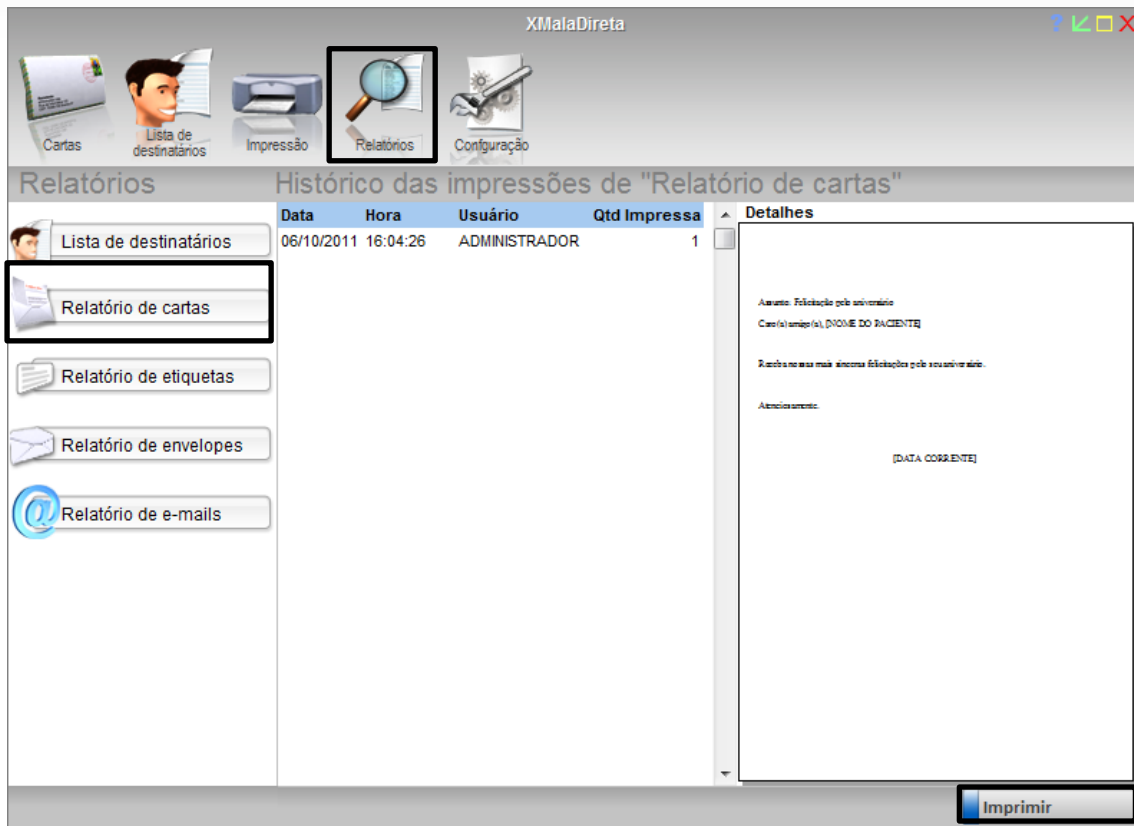 XMalaDireta
?
Cartas
Lista de
destinatários
Impressão
Relatórios
Confguração
Relatórios
Histórico das impressões de "Relatório de cartas"
Lista de destinatários
Relatório de cartas
Relatório de etiquetas
Relatório de envelopes
Relatório de e-mails
Data Hora Usuário Qtd Impressa
06/10/2011 16:04:26 ADMINISTRADOR 1
Detalhes
Assunto: Felicitação pelo aniversário
Caro(a) amigo(a), [NOME DO PACIENTE]
Receba nossas mais sinceras felicitações pelo seu aniversário.
Atenciosamente.
[DATA CORRENTE]
Imprimir